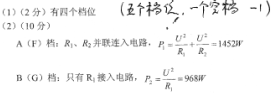 (1)(2分)有四个档位 (五个档位,一个空档 -1)
(2)(10分)
A(F)档:R₁、R₂并联连入电路,P₁=U²/R₁+U²/R₂=1452W
B(G)档:只有R₁接入电路,P₂=U²/R₁=968W